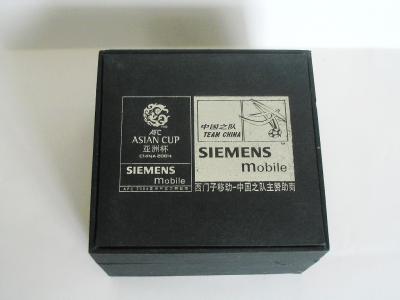 AFC
ASIAN CUP
亚洲杯
CHINA 2004
SIEMENS
mobile
中国之队
TEAM CHINA
SIEMENS
mobile
西门子移动-中国之队主赞助商